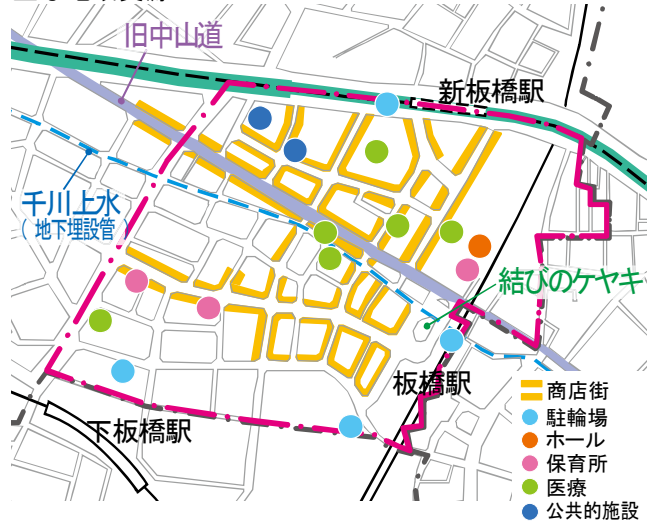 旧中山道
新板橋駅
千川上水
( 地下埋設管
結びのケヤキ
板橋駅
下板橋駅
商店街
駐輪場
ホール
保育所
医療
公共的施設